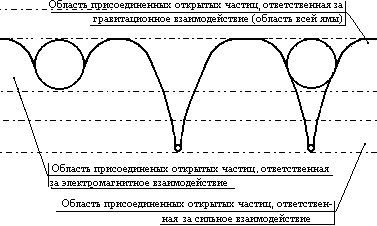 Область присоединенных открытых частиц, ответственная за
гравитационное взаимодействие (область всей ямы)
Область присоединеных открытых частиц, ответственная
за электромагнитное взаимодействие
Область присоединенных открытых частиц, ответствен-
ная за сильное взаимодействие